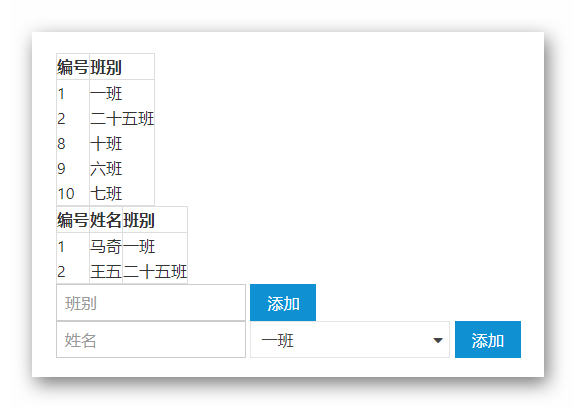 编号 班别
1 一班
2 二十五班
8 十班
9 六班
10 七班
编号 姓名 班别
1 马奇 一班
2 王五 二十五班
班别 添加
姓名 一班 添加